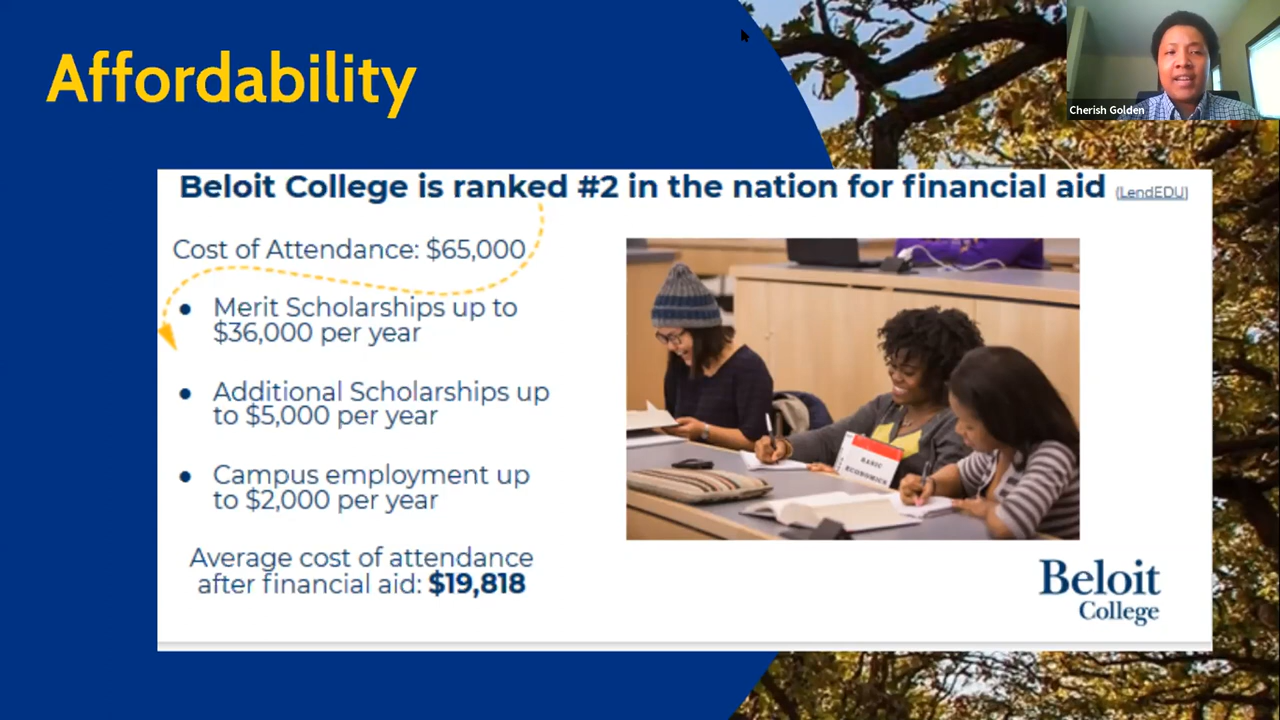 Affordability
Cherish Golden
Beloit College is ranked #2 in the nation for financial aid (LendEDU)
Cost of Attendance: $65,000
● Merit Scholarships up to
$36,000 per year
● Additional Scholarships up
to $5,000 per year
● Campus employment up
to $2,000 per year
Average cost of attendance
after financial aid: $19,818
BASIC
ECONOMICS
Beloit
College